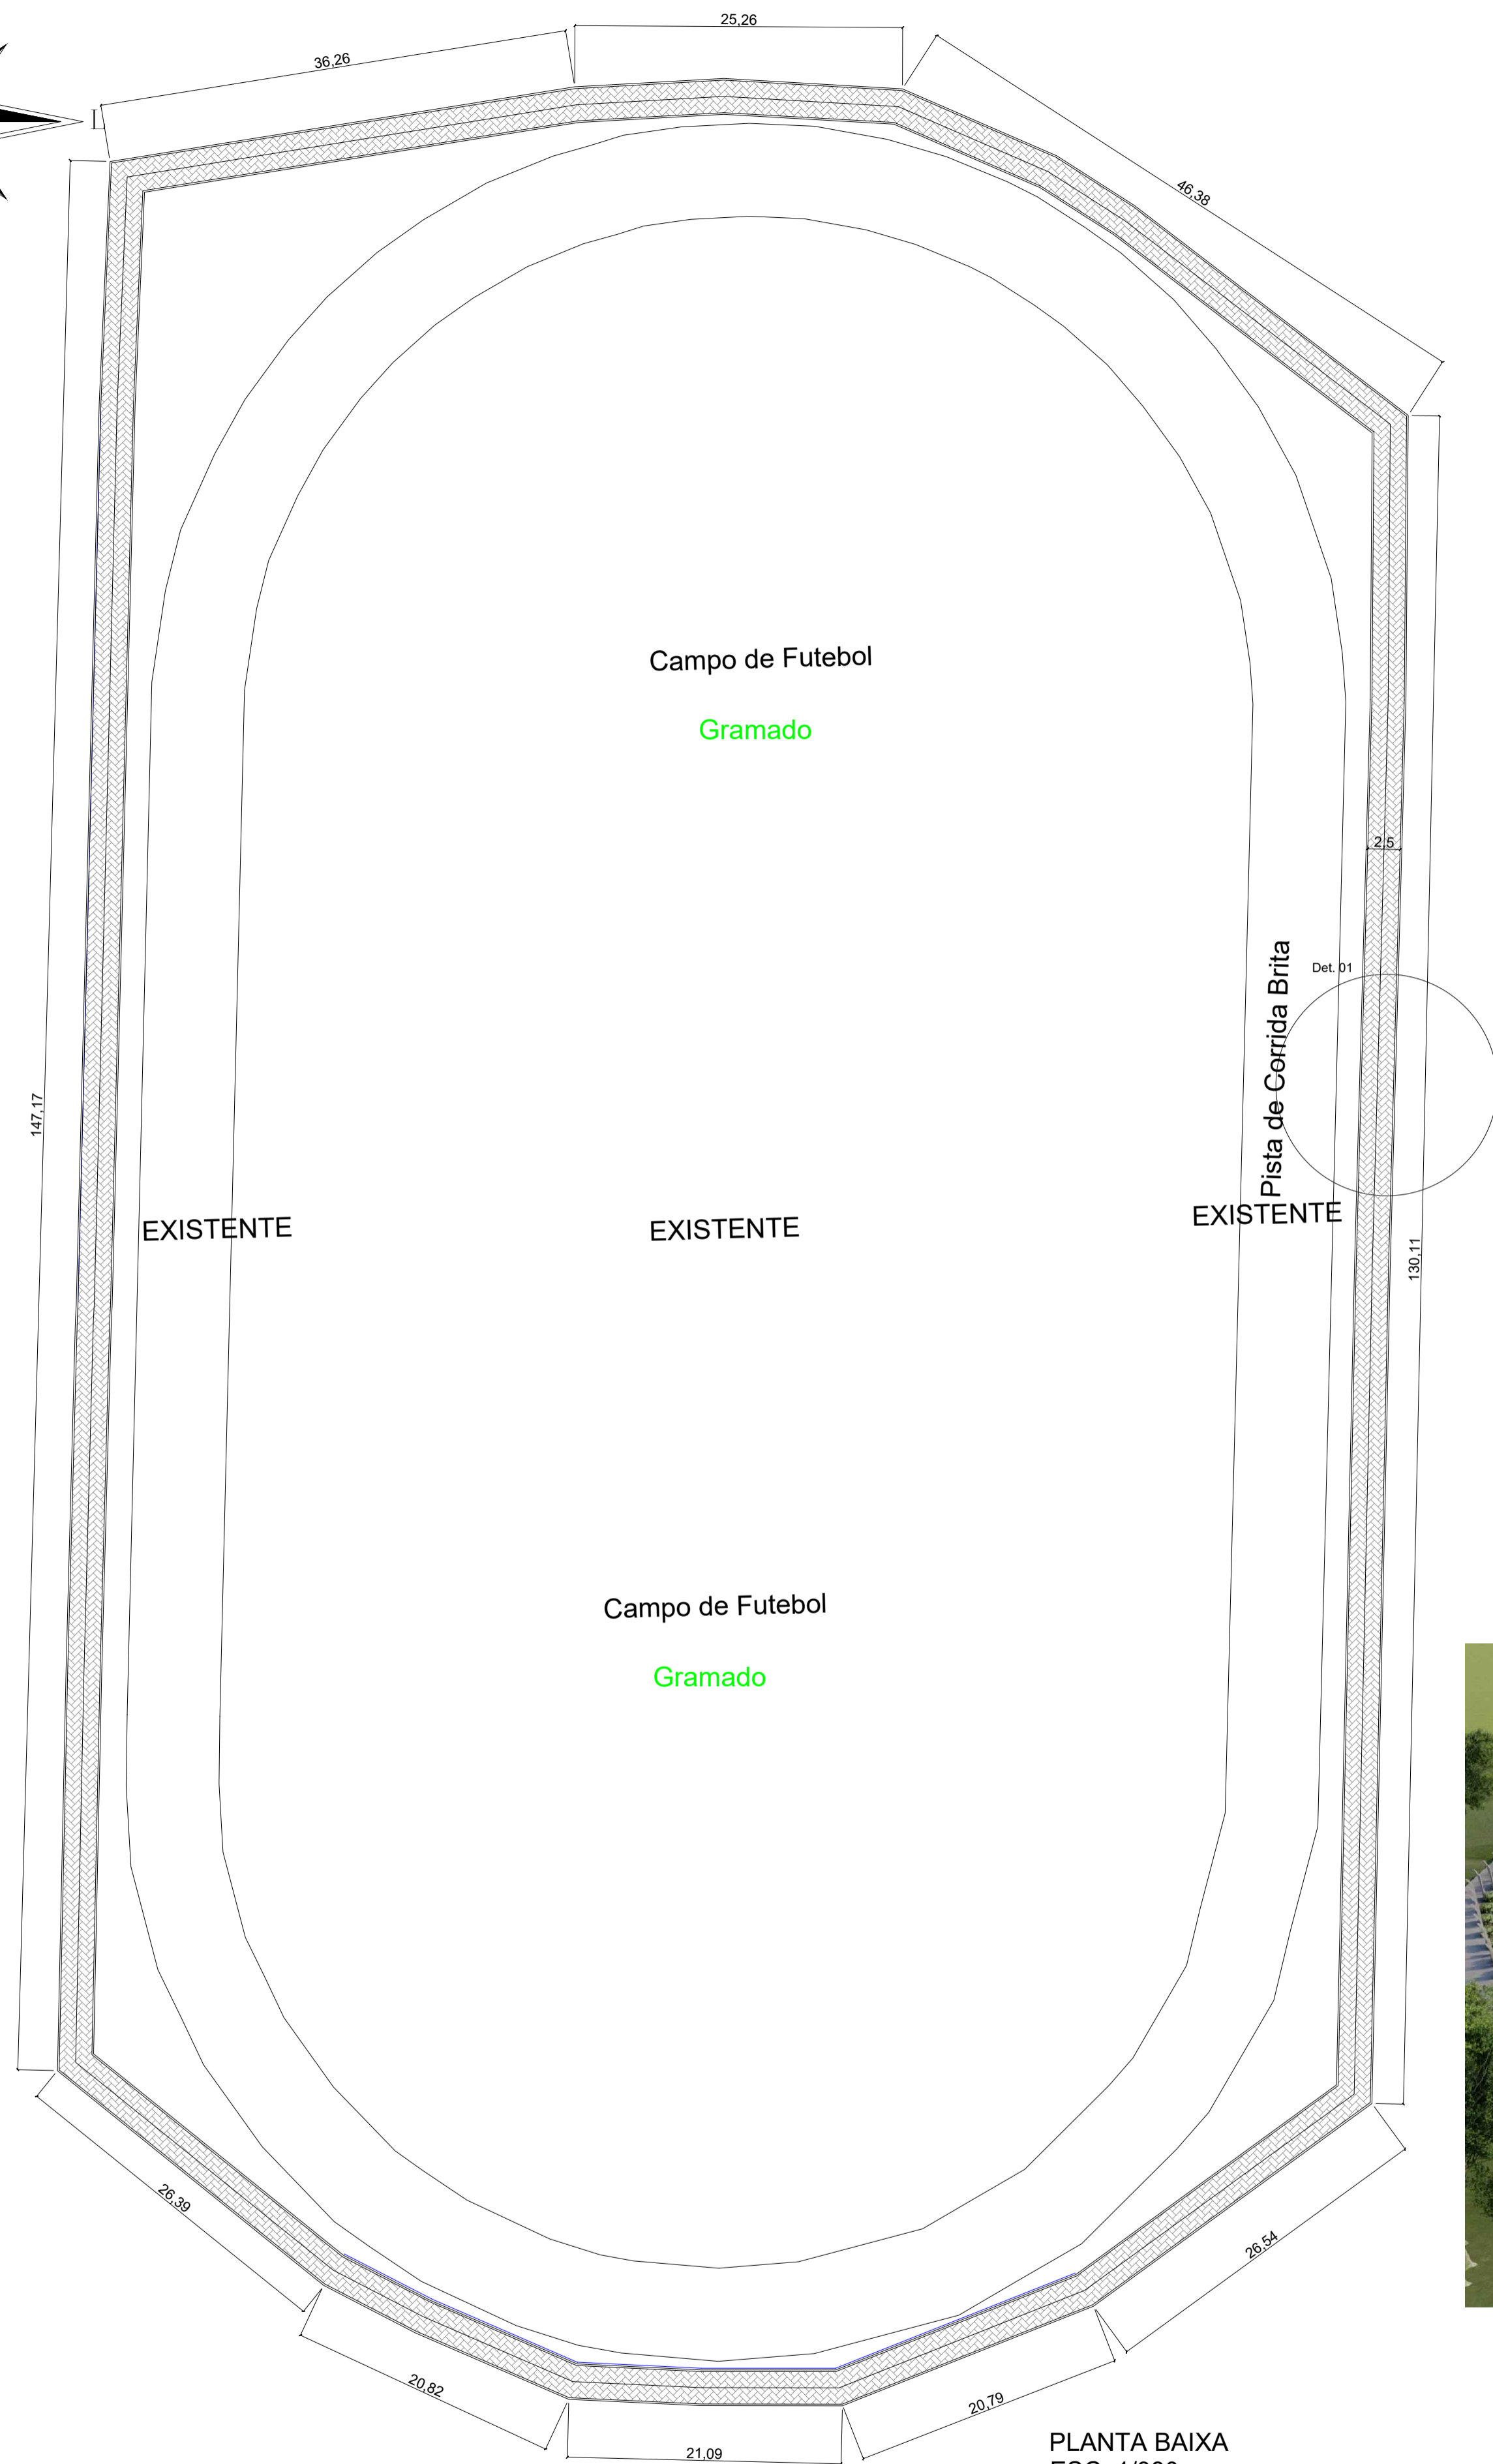 25,26
36,26
L
46,38
Campo de Futebol
Gramado
2,5
Pista de Corrida Brita
Det. 01
147,17
EXISTENTE
EXISTENTE
EXISTENTE
130,11
Campo de Futebol
Gramado
26,39
26,54
20,82
20,79
21,09
PLANTA BAIXA